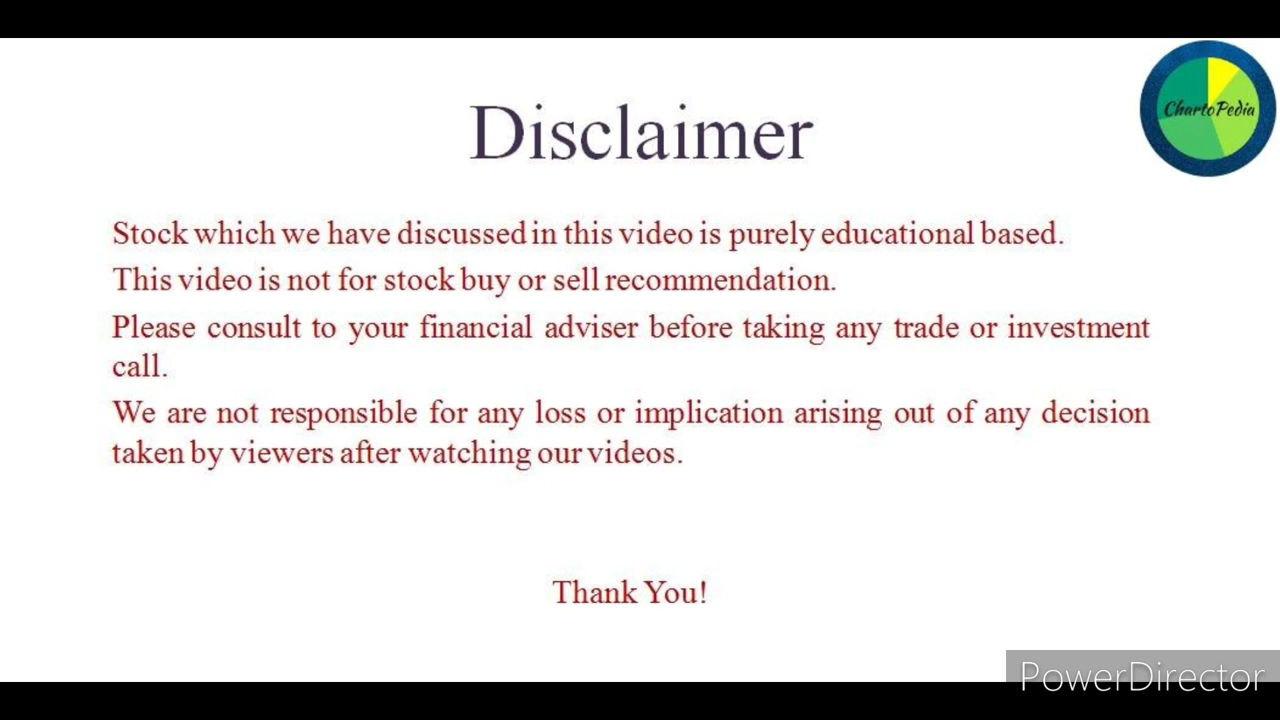 ChartoPedia
Disclaimer
Stock which we have discussed in this video is purely educational based.
This video is not for stock buy or sell recommendation.
Please consult to your financial adviser before taking any trade or investment
call.
We are not responsible for any loss or implication arising out of any decision
taken by viewers after watching our videos.
Thank You!
PowerDirector